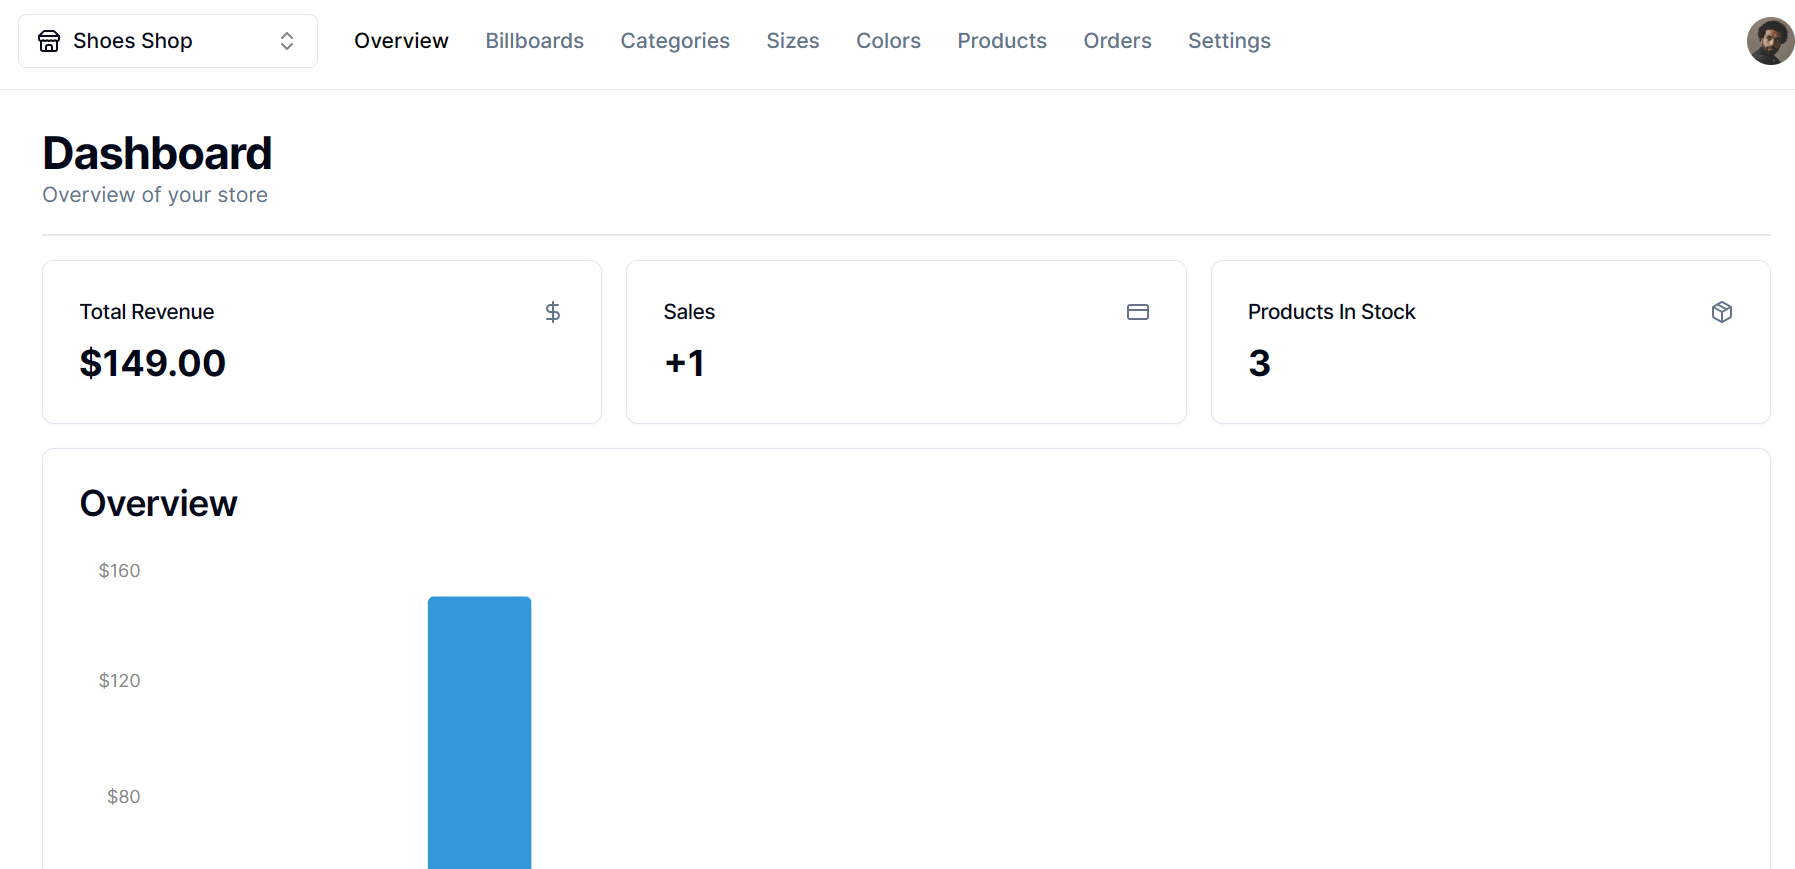 Shoes Shop
Overview
Billboards
Categories
Sizes
Colors
Products
Orders
Settings
Dashboard
Overview of your store
Total Revenue
$149.00
Sales
+1
Products In Stock
3
Overview
$160
$120
$80